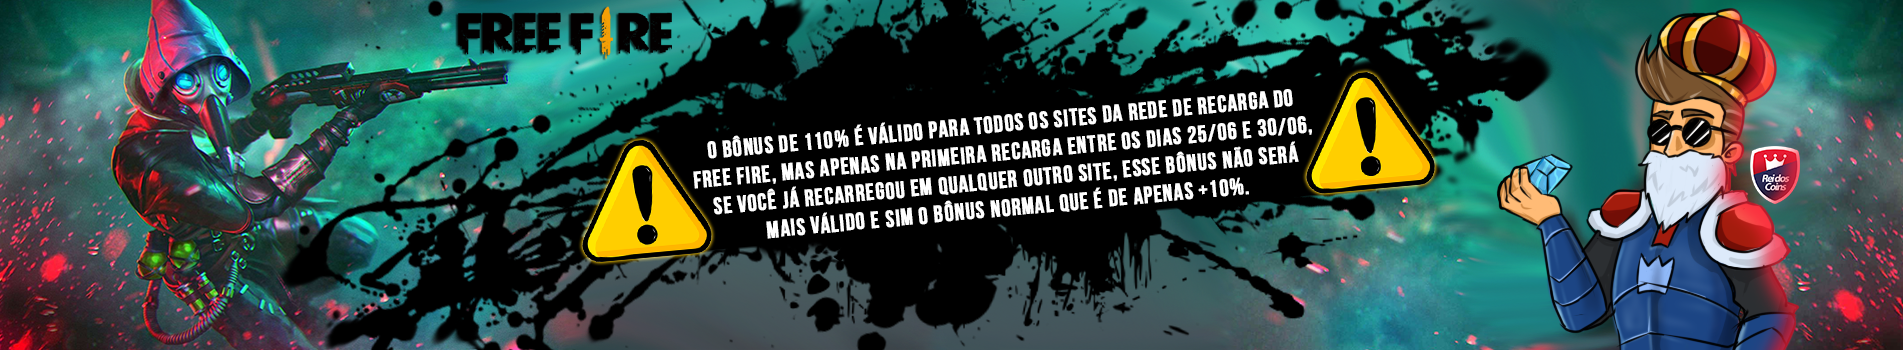 FREE FIRE
O BÔNUS DE 110% É VÁLIDO PARA TODOS OS SITES DA REDE DE RECARGA DO
FREE FIRE, MAS APENAS NA PRIMEIRA RECARGA ENTRE OS DIAS 25/06 E 30/06,
SE VOCÊ JÁ RECARREGOU EM QUALQUER OUTRO SITE, ESSE BÔNUS NÃO SERÁ
MAIS VÁLIDO E SIM O BÔNUS NORMAL QUE É DE APENAS +10%.
Rei dos
Coins